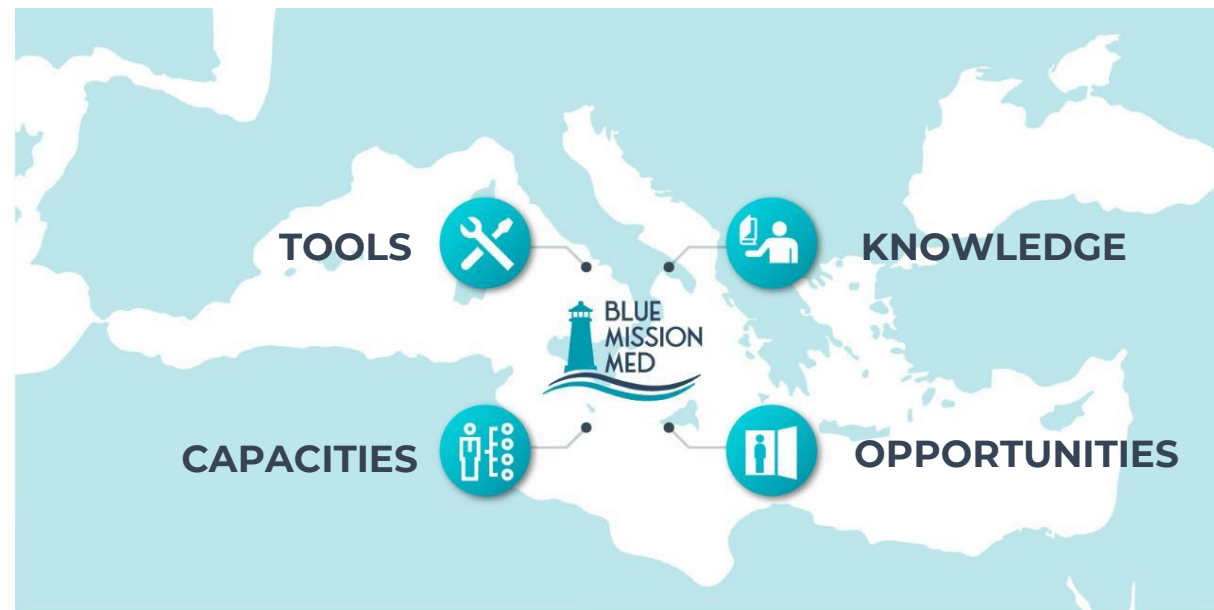 TOOLS
KNOWLEDGE
BLUE
MISSION
MED
CAPACITIES
OPPORTUNITIES